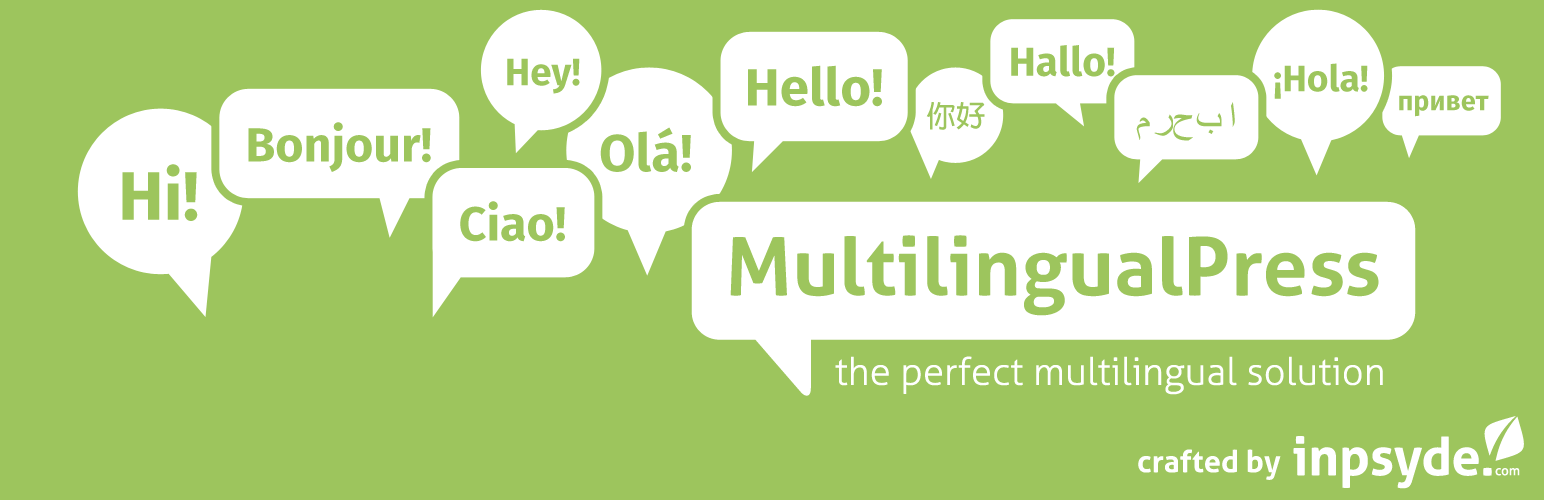 Hi!
Bonjour!
Hey!
Ciao!
Olá!
Hello!
你好
Hallo!
ا بحر م
¡Hola!
привет
MultilingualPress
the perfect multilingual solution
crafted by inpsyde.com